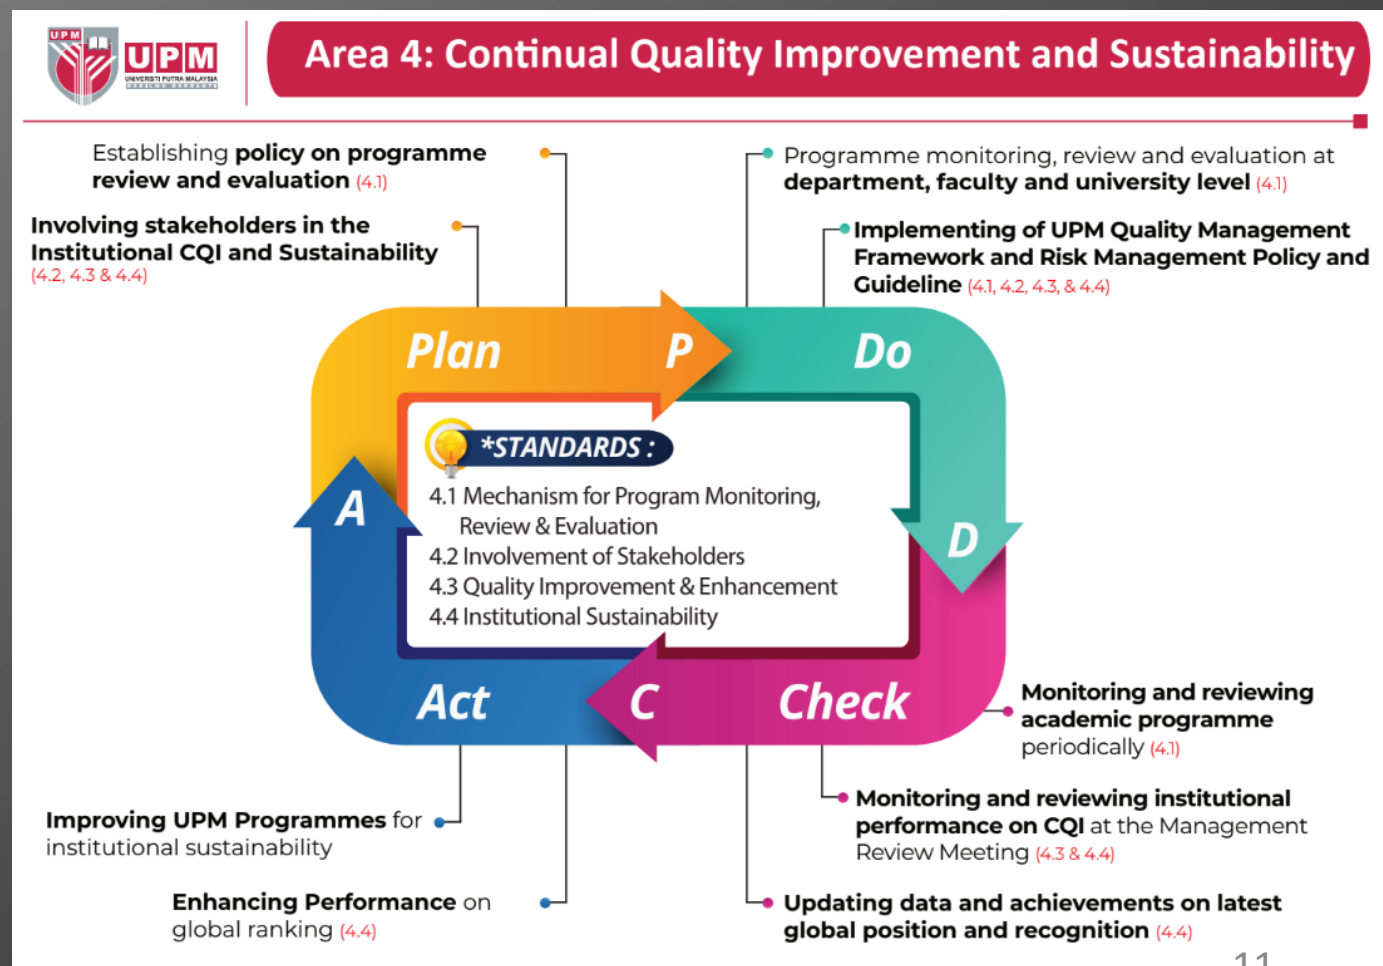 UPM
UPM
UNIVERSITI PUTRA MALAYSIA
BERILMU BERBAKTI
Area 4: Continual Quality Improvement and Sustainability
Establishing policy on programme
review and evaluation (4.1)
Involving stakeholders in the
Institutional CQI and Sustainability
(4.2, 4.3 & 4.4)
Programme monitoring, review and evaluation at
department, faculty and university level (4.1)
Implementing of UPM Quality Management
Framework and Risk Management Policy and
Guideline (4.1, 4.2, 4.3, & 4.4)
Plan
P
Do
D
*STANDARDS :
4.1 Mechanism for Program Monitoring,
Review & Evaluation
4.2 Involvement of Stakeholders
4.3 Quality Improvement & Enhancement
4.4 Institutional Sustainability
A
Act
C
Check
Monitoring and reviewing
academic programme
periodically (4.1)
Monitoring and reviewing institutional
performance on CQI at the Management
Review Meeting (4.3 & 4.4)
Updating data and achievements on latest
global position and recognition (4.4)
Improving UPM Programmes for
institutional sustainability
Enhancing Performance on
global ranking (4.4)
11